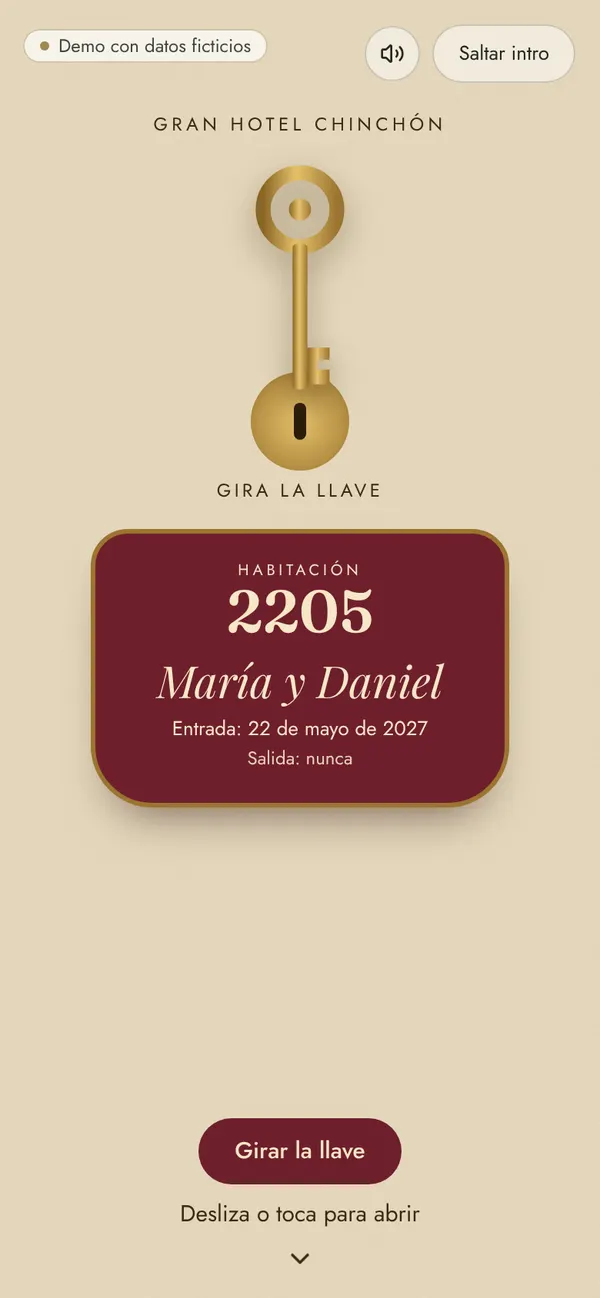 Demo con datos ficticios
Saltar intro
GRAN HOTEL CHINCHÓN
GIRA LA LLAVE
HABITACIÓN
2205
María y Daniel
Entrada: 22 de mayo de 2027
Salida: nunca
Girar la llave
Desliza o toca para abrir